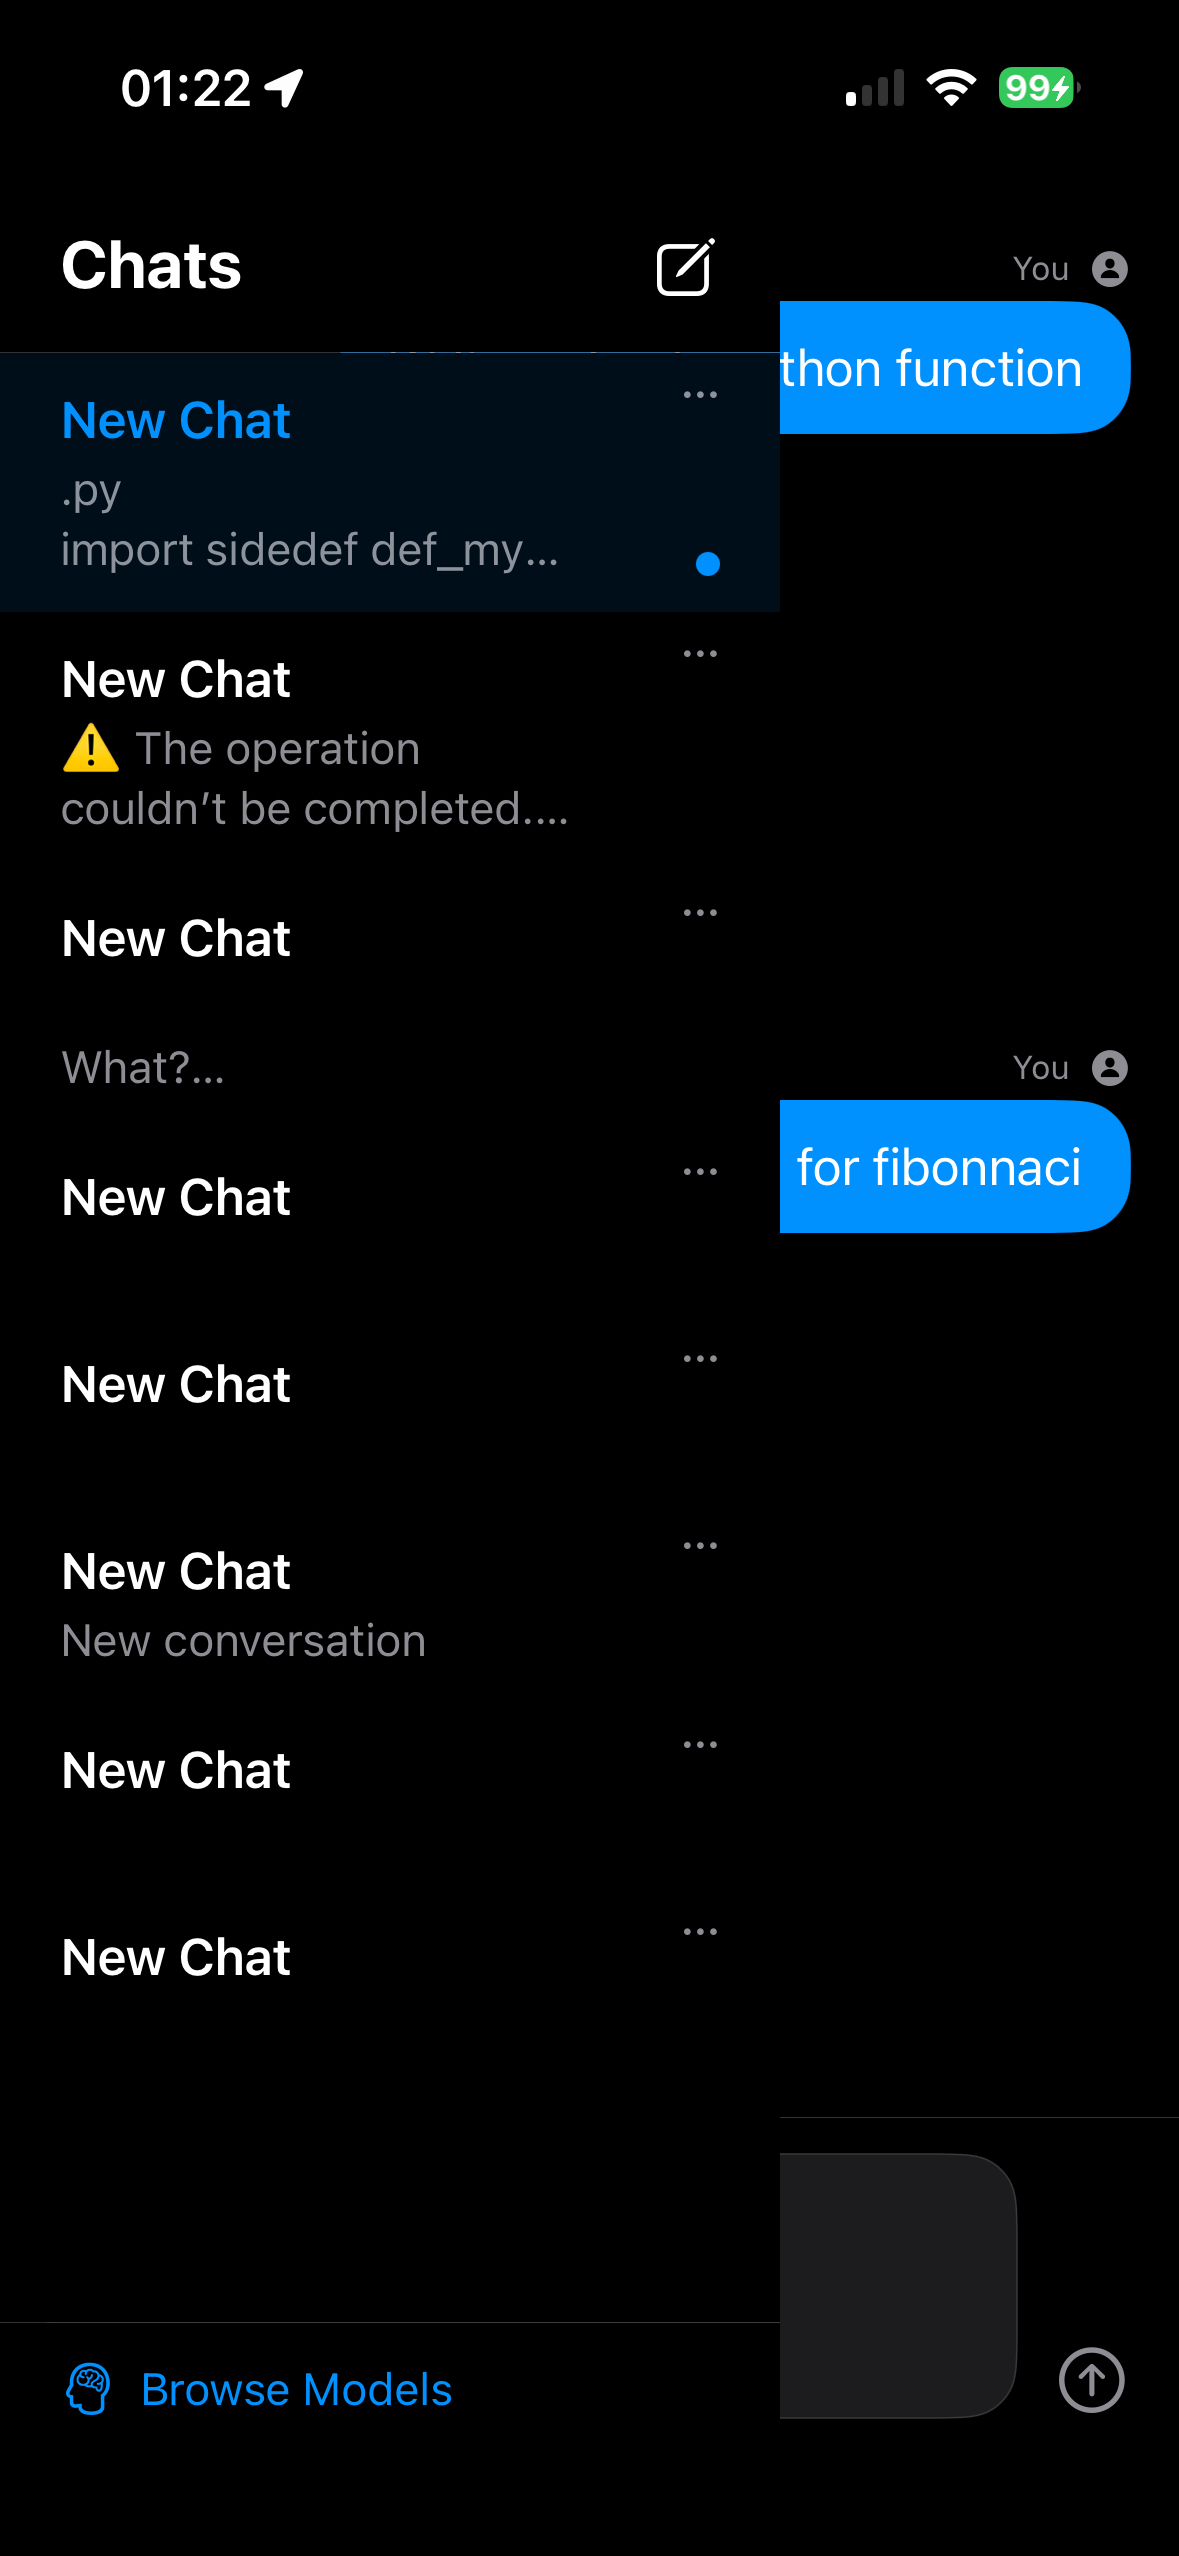 01:22
99
Chats
You
thon function
New Chat
.py
import sidedef def_my...
New Chat
⚠️ The operation
couldn’t be completed....
New Chat
What?...
You
for fibonnaci
New Chat
New Chat
New Chat
New conversation
New Chat
New Chat
Browse Models